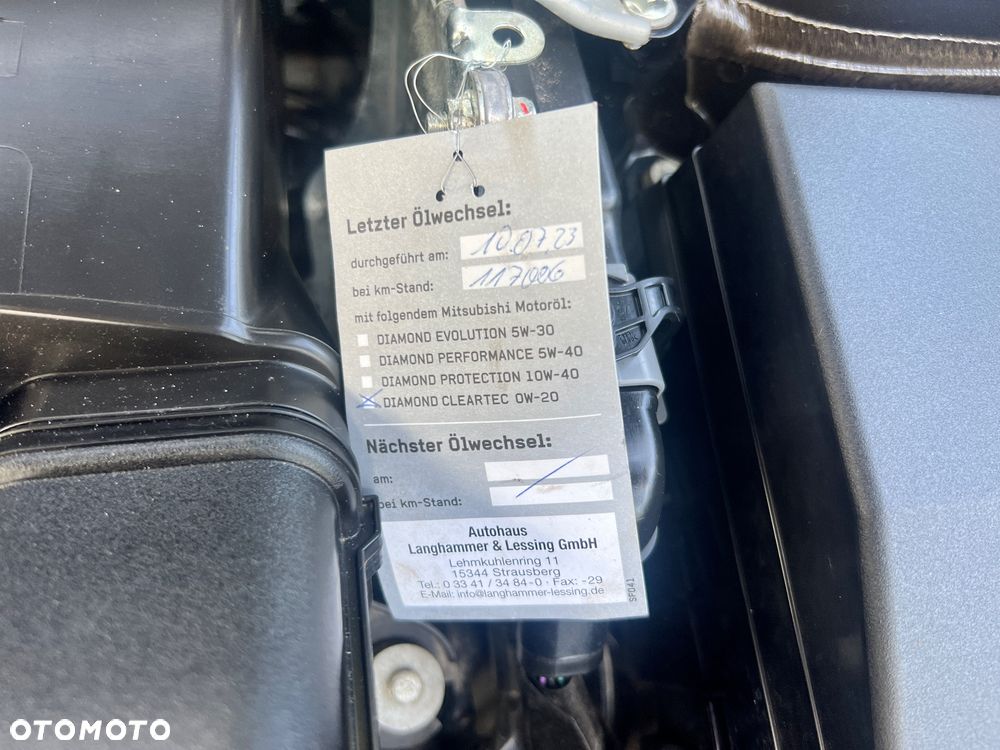 Letzter Ölwechsel:
durchgeführt am: 10.07.23
bei km-Stand: 117006
mit folgendem Mitsubishi Motoröl:
DIAMOND EVOLUTION 5W-30
DIAMOND PERFORMANCE 5W-40
DIAMOND PROTECTION 10W-40
DIAMOND CLEARTEC 0W-20
Nächster Ölwechsel:
am:
bei km-Stand:
Autohaus
Langhammer & Lessing GmbH
Lehmkuhlenring 11
15344 Strausberg
Tel.: 0 33 41 / 34 84-0 · Fax: -29
E-Mail: info@langhammer-lessing.de
SF041
OTOMOTO